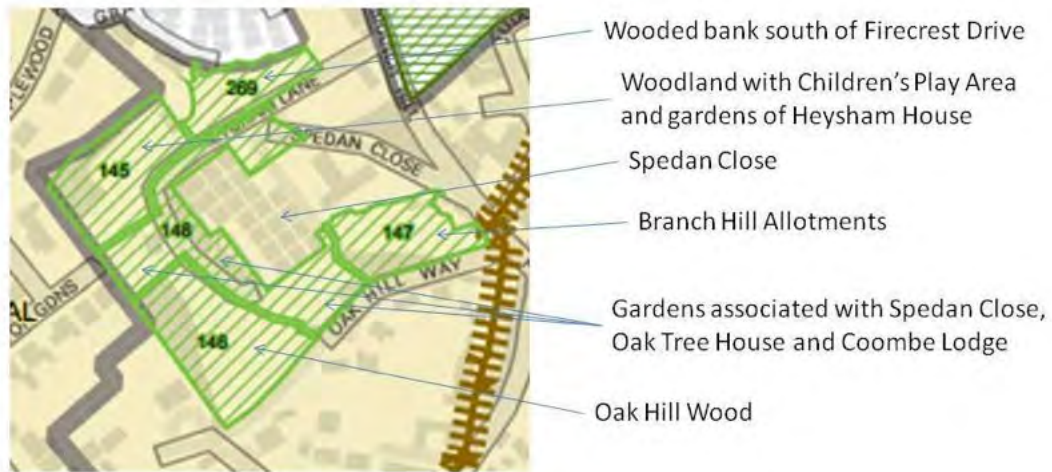 Wooded bank south of Firecrest Drive
Woodland with Children's Play Area
and gardens of Heysham House
Spedan Close
Branch Hill Allotments
Gardens associated with Spedan Close,
Oak Tree House and Coombe Lodge
Oak Hill Wood
269
LANE
SPEDAN CLOSE
145
148
147
OAK HILL WAY
GDNS
148